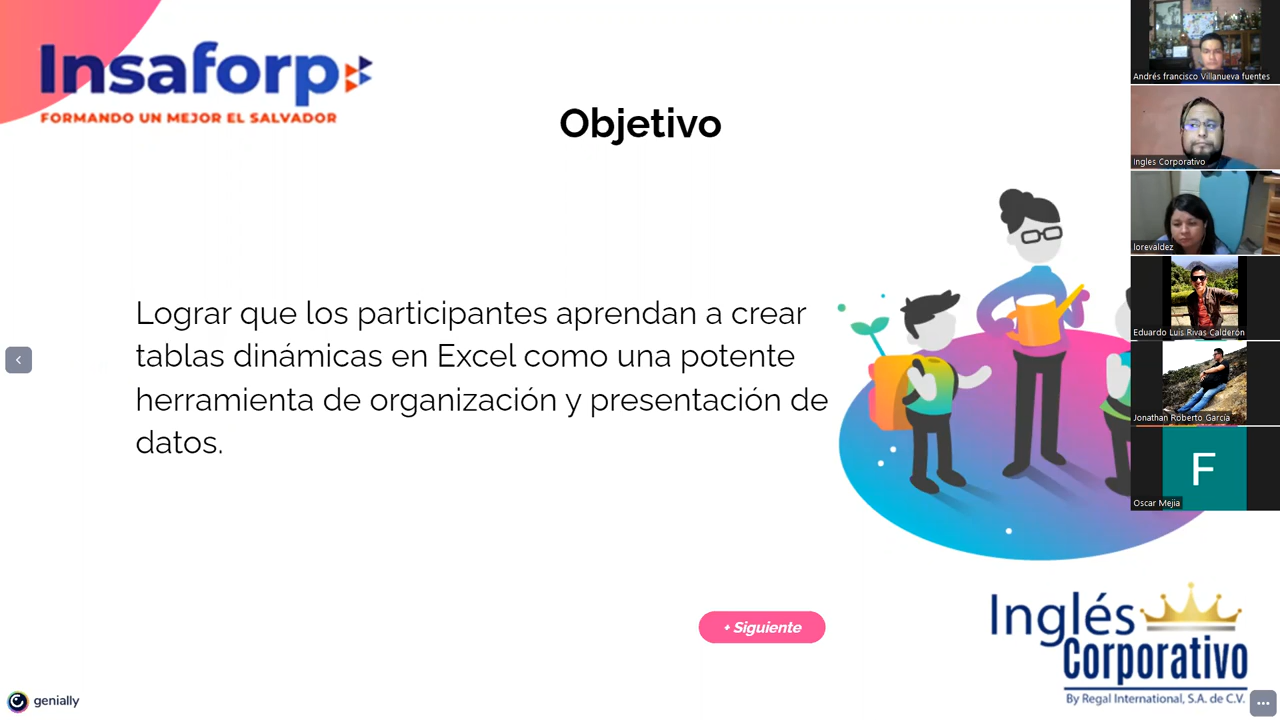 Insaforp
FORMANDO UN MEJOR EL SALVADOR
Objetivo
Lograr que los participantes aprendan a crear
tablas dinámicas en Excel como una potente
herramienta de organización y presentación de
datos.
+ Siguiente
Inglés
Corporativo
By Regal International, S.A. de C.V.
genially
Andrés francisco Villanueva fuentes
Ingles Corporativo
lorevaldez
Eduardo Luis Rivas Calderón
Jonathan Roberto García
F
Oscar Mejia